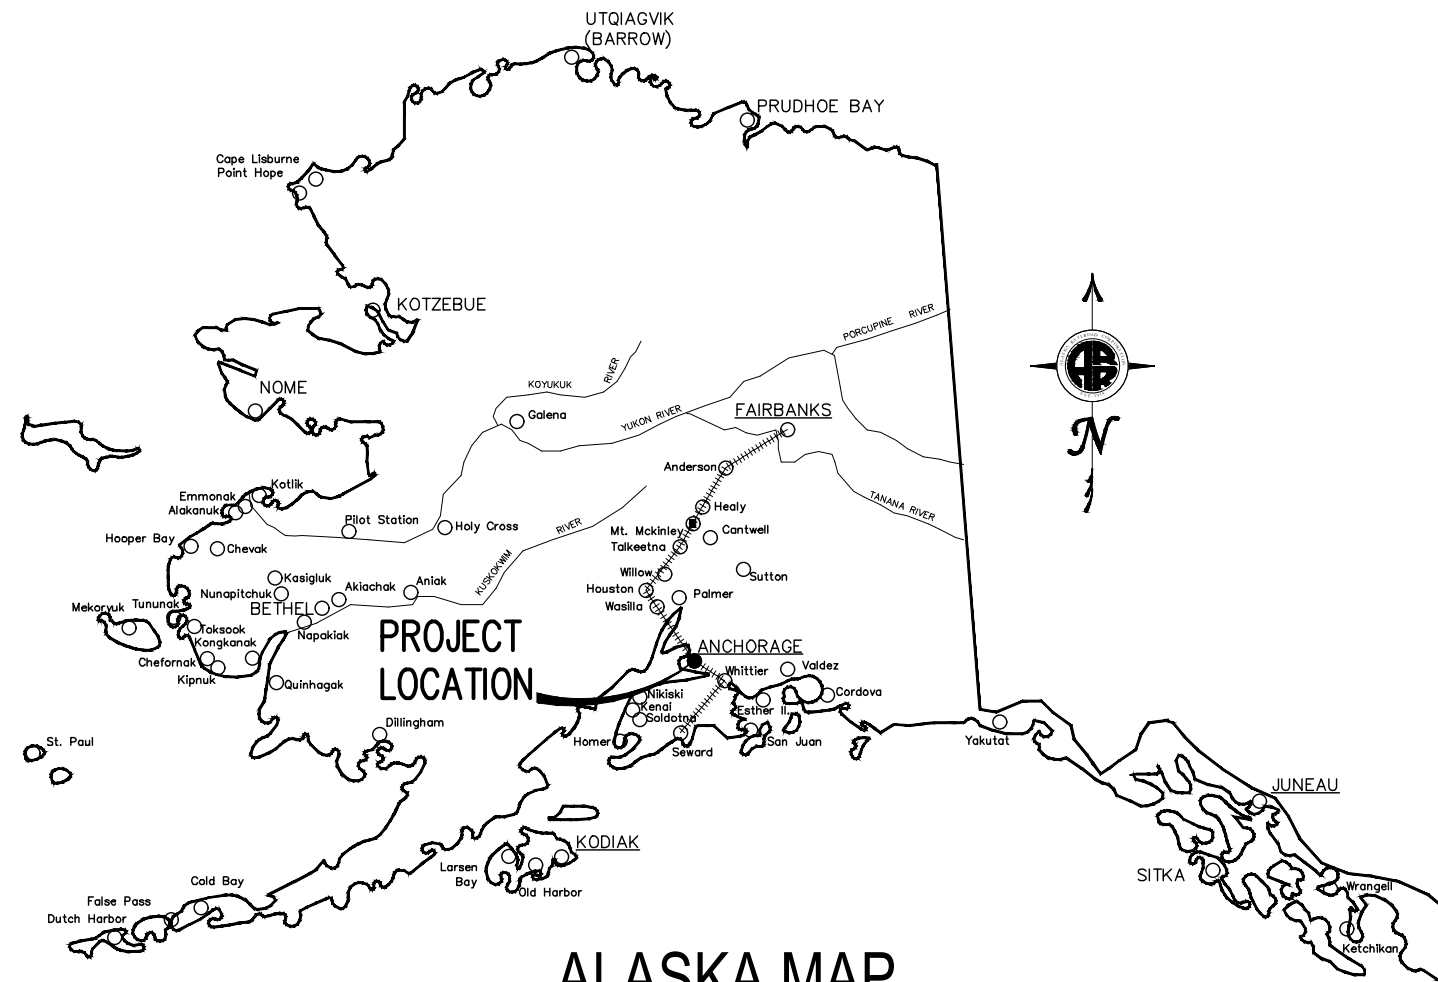 UTQIAGVIK
(BARROW)
PRUDHOE BAY
Cape Lisburne
Point Hope
KOTZEBUE
PORCUPINE RIVER
KOYUKUK RIVER
NOME
Galena
YUKON RIVER
FAIRBANKS
N
Anderson
Kotlik
Emmonak
Alakanuk
Healy
TANANA RIVER
Pilot Station
Holy Cross
RIVER
Mt. Mckinley
Cantwell
Hooper Bay
Chevak
Talkeetna
KUSKOKWIM
Kasigluk
Willow
Sutton
Nunapitchuk
Akiachak
Aniak
Houston
Palmer
Mekoryuk
Tununak
BETHEL
Wasilla
Toksook
Napakiak
PROJECT
LOCATION
Kongkanak
ANCHORAGE
Chefornak
Kipnuk
Quinhagak
Whittier
Valdez
Nikiski
Kenai
Soldotna
Esther Il.
Cordova
Dillingham
Homer
Seward
San Juan
Yakutat
St. Paul
JUNEAU
KODIAK
Larsen
Bay
Old Harbor
SITKA
Wrangell
Cold Bay
False Pass
Dutch Harbor
Ketchikan
ALASKA MAP